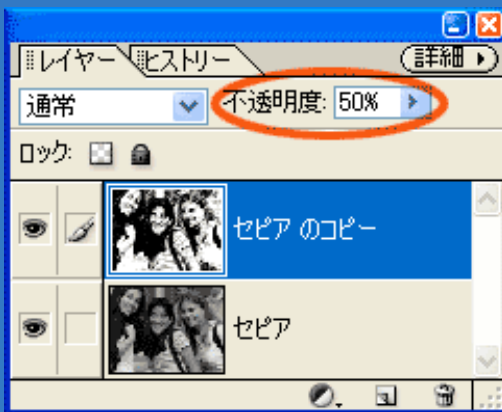 レイヤー ヒストリー 詳細
通常 不透明度: 50%
ロック:
セピア のコピー
セピア